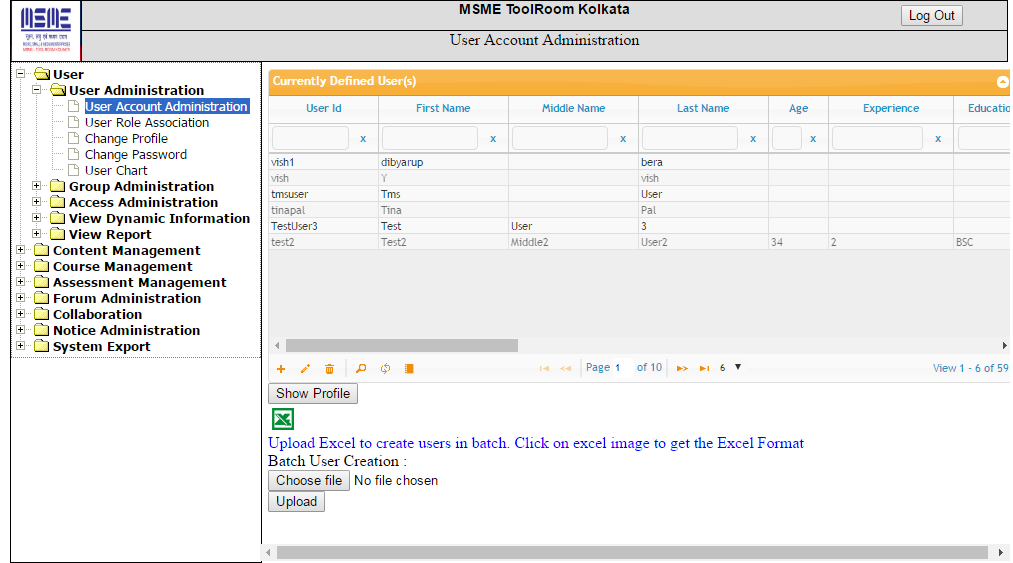 MSME ToolRoom Kolkata
Log Out
MSME
User Account Administration
User
User Administration
User Account Administration
User Role Association
Change Profile
Change Password
User Chart
Group Administration
Access Administration
View Dynamic Information
View Report
Content Management
Course Management
Assessment Management
Forum Administration
Collaboration
Notice Administration
System Export
Currently Defined User(s)
User Id First Name Middle Name Last Name Age Experience Educatio
x x x x x x
vish1 dibyarup bera
vish Y vish
tmsuser Tms User
tinapal Tina Pal
TestUser3 Test User 3
test2 Test2 Middle2 User2 34 2 BSC
Page 1 of 10 6 View 1 - 6 of 59
Show Profile
Upload Excel to create users in batch. Click on excel image to get the Excel Format
Batch User Creation :
Choose file No file chosen
Upload